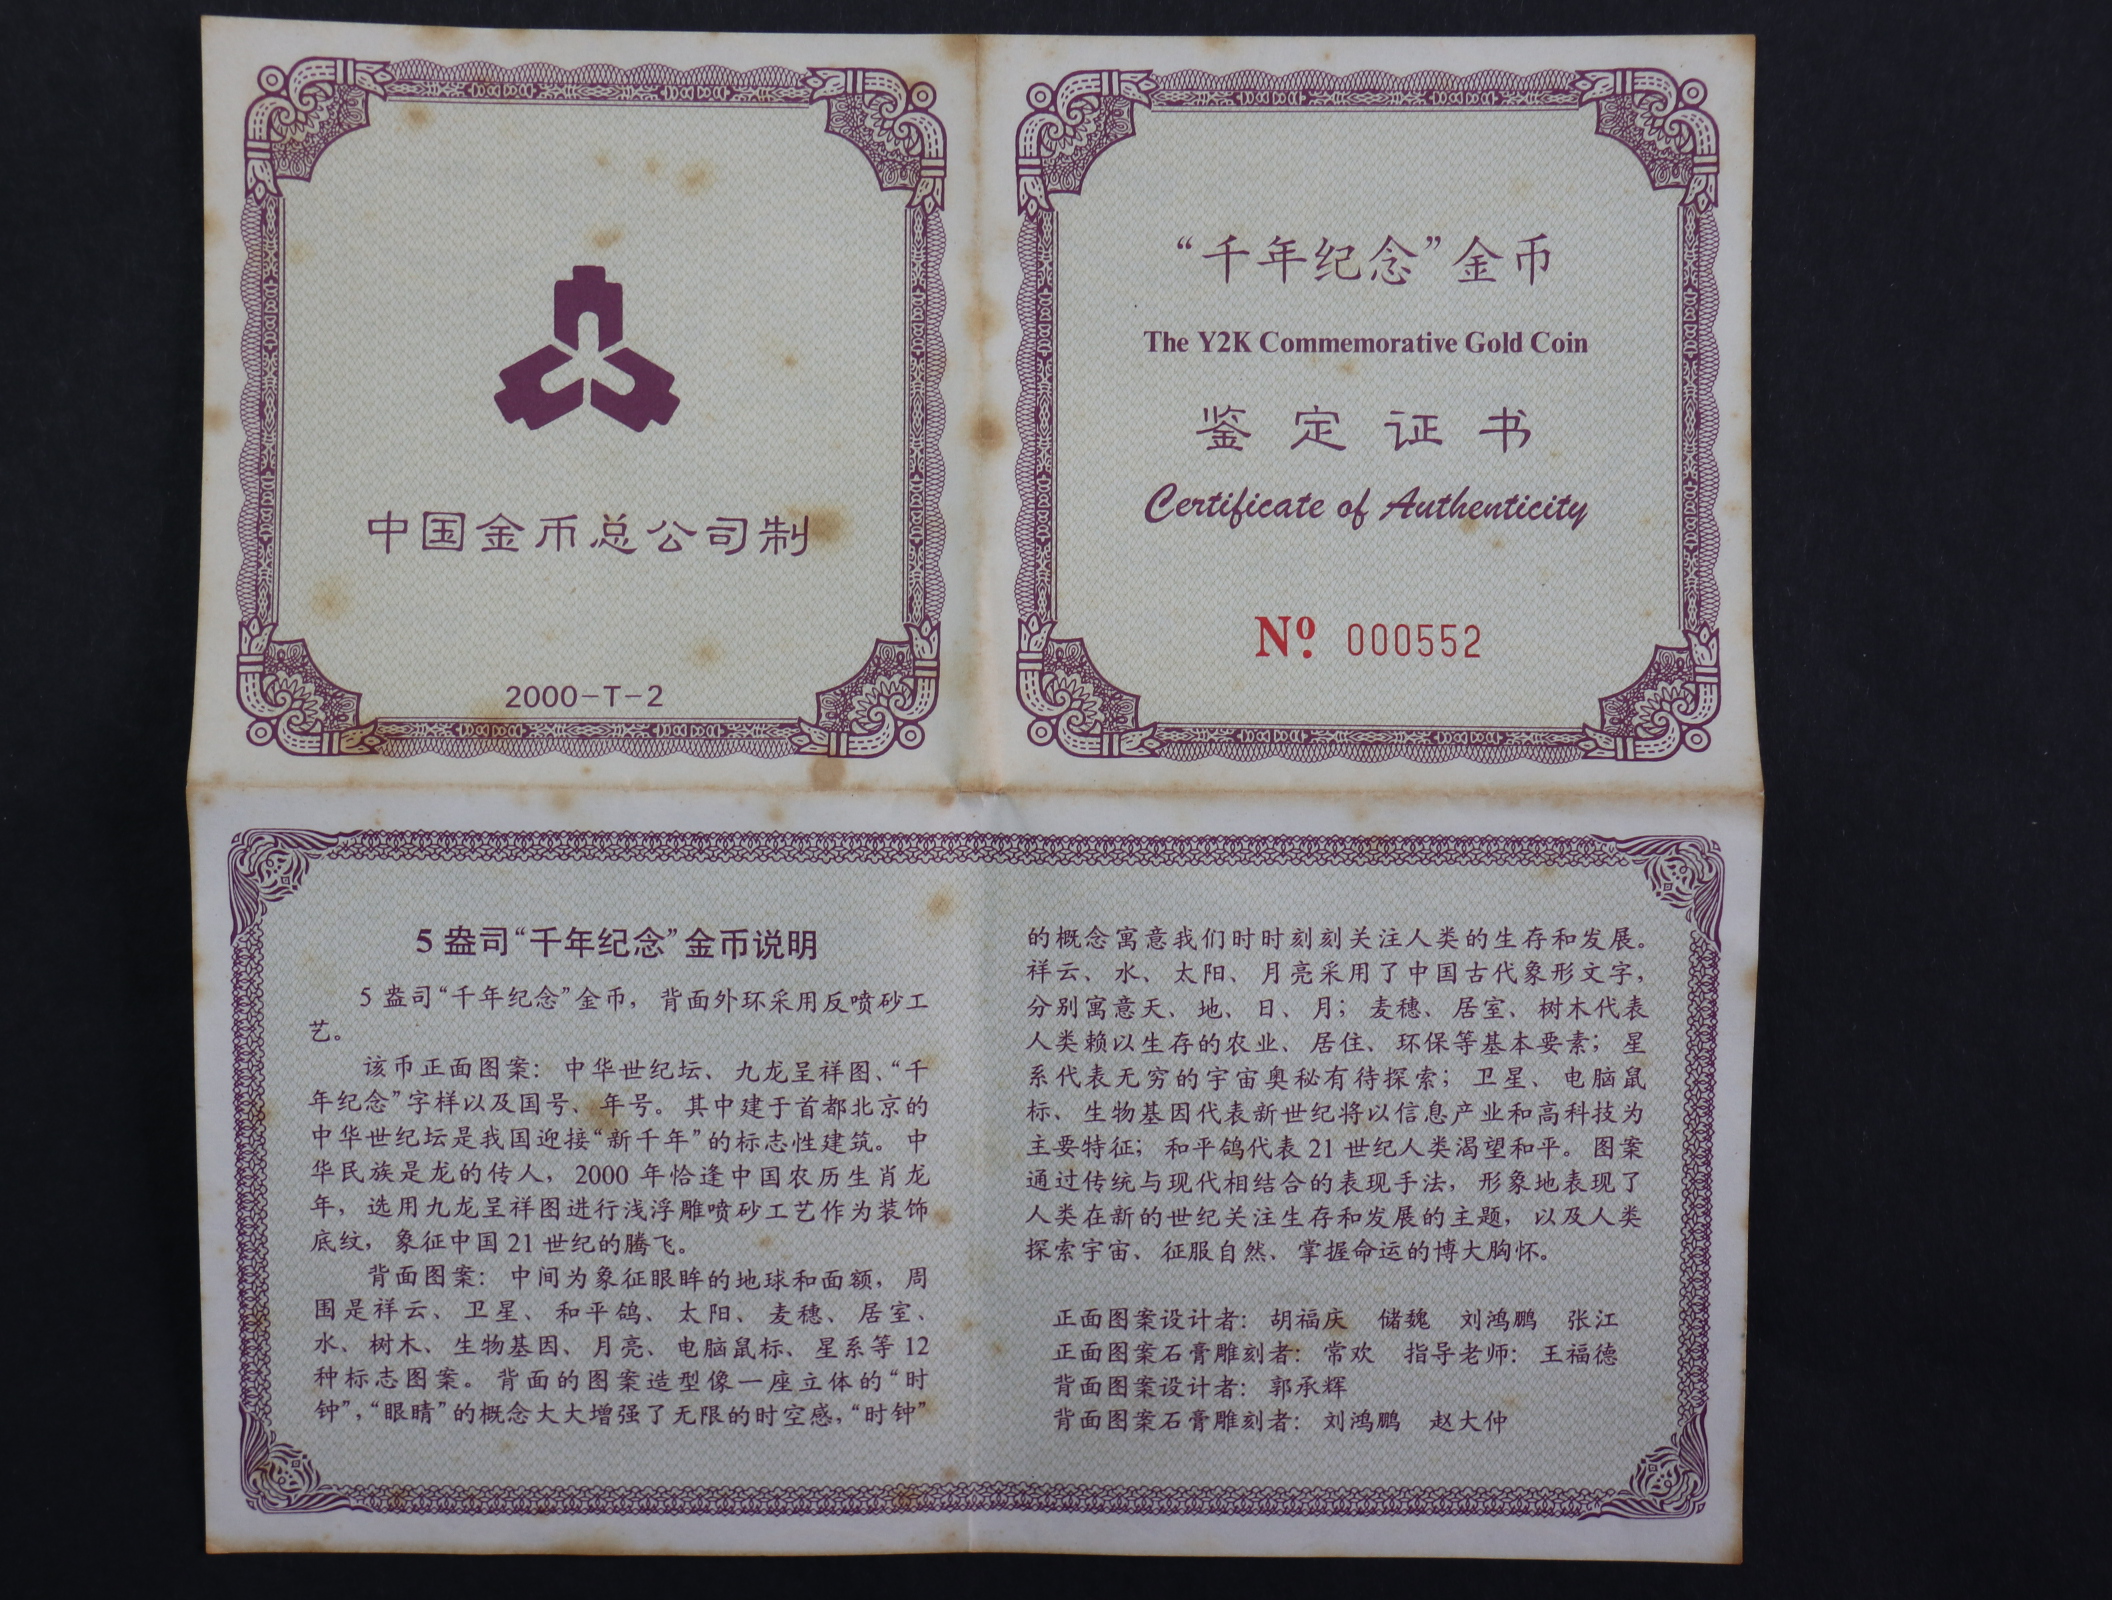 中国金币总公司制
2000-T-2
“千年纪念”金币
The Y2K Commemorative Gold Coin
鉴定证书
Certificate of Authenticity
Nº. 000552
5 盎司“千年纪念”金币说明
5 盎司“千年纪念”金币，背面外环采用反喷砂工
艺。
该币正面图案：中华世纪坛、九龙呈祥图、“千
年纪念”字样以及国号、年号。其中建于首都北京的
中华世纪坛是我国迎接“新千年”的标志性建筑。中
华民族是龙的传人，2000 年恰逢中国农历生肖龙
年，选用九龙呈祥图进行浅浮雕喷砂工艺作为装饰
底纹，象征中国 21 世纪的腾飞。
背面图案：中间为象征眼眸的地球和面额，周
围是祥云、卫星、和平鸽、太阳、麦穗、居室、
水、树木、生物基因、月亮、电脑鼠标、星系等 12
种标志图案。背面的图案造型像一座立体的“时
钟”，“眼睛”的概念大大增强了无限的时空感，“时钟”
的概念寓意我们时时刻刻关注人类的生存和发展。
祥云、水、太阳、月亮采用了中国古代象形文字，
分别寓意天、地、日、月；麦穗、居室、树木代表
人类赖以生存的农业、居住、环保等基本要素；星
系代表无穷的宇宙奥秘有待探索；卫星、电脑鼠
标、生物基因代表新世纪将以信息产业和高科技为
主要特征；和平鸽代表 21 世纪人类渴望和平。图案
通过传统与现代相结合的表现手法，形象地表现了
人类在新的世纪关注生存和发展的主题，以及人类
探索宇宙、征服自然、掌握命运的博大胸怀。
正面图案设计者：胡福庆 储魏 刘鸿鹏 张江
正面图案石膏雕刻者：常欢 指导老师：王福德
背面图案设计者：郭承辉
背面图案石膏雕刻者：刘鸿鹏 赵大仲